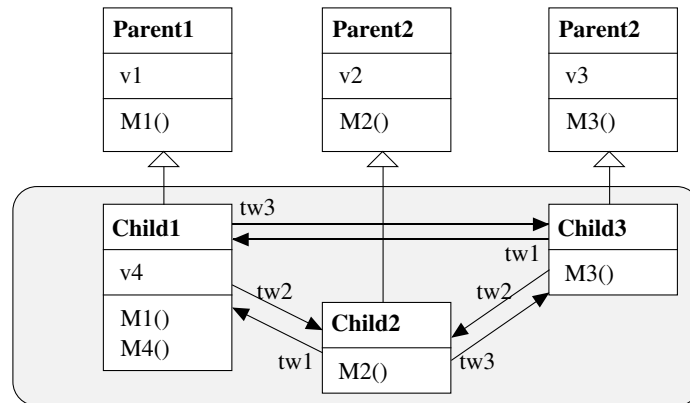 Parent1
v1
M1()
Parent2
v2
M2()
Parent2
v3
M3()
Child1
v4
M1()
M4()
tw3
tw1
Child3
M3()
tw2
tw2
Child2
M2()
tw1
tw3